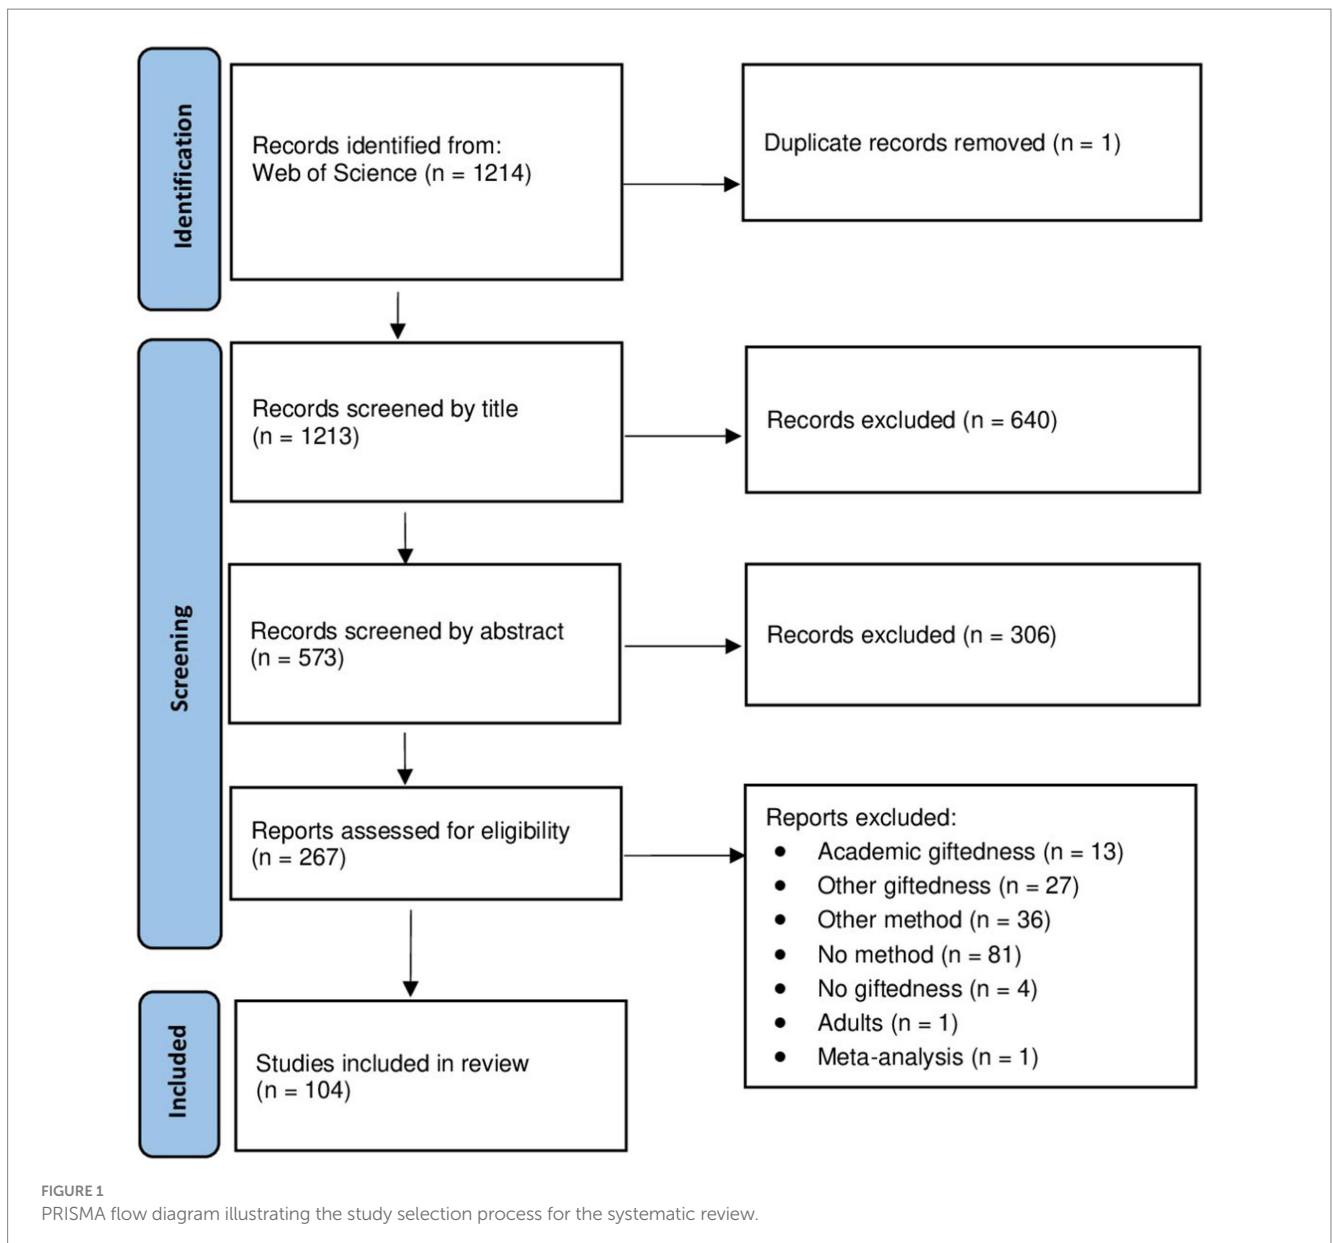 Identification
Records identified from:
Web of Science (n = 1214)
Duplicate records removed (n = 1)
Screening
Records screened by title
(n = 1213)
Records excluded (n = 640)
Records screened by abstract
(n = 573)
Records excluded (n = 306)
Reports assessed for eligibility
(n = 267)
Reports excluded:
● Academic giftedness (n = 13)
● Other giftedness (n = 27)
● Other method (n = 36)
● No method (n = 81)
● No giftedness (n = 4)
● Adults (n = 1)
● Meta-analysis (n = 1)
Included
Studies included in review
(n = 104)
FIGURE 1
PRISMA flow diagram illustrating the study selection process for the systematic review.